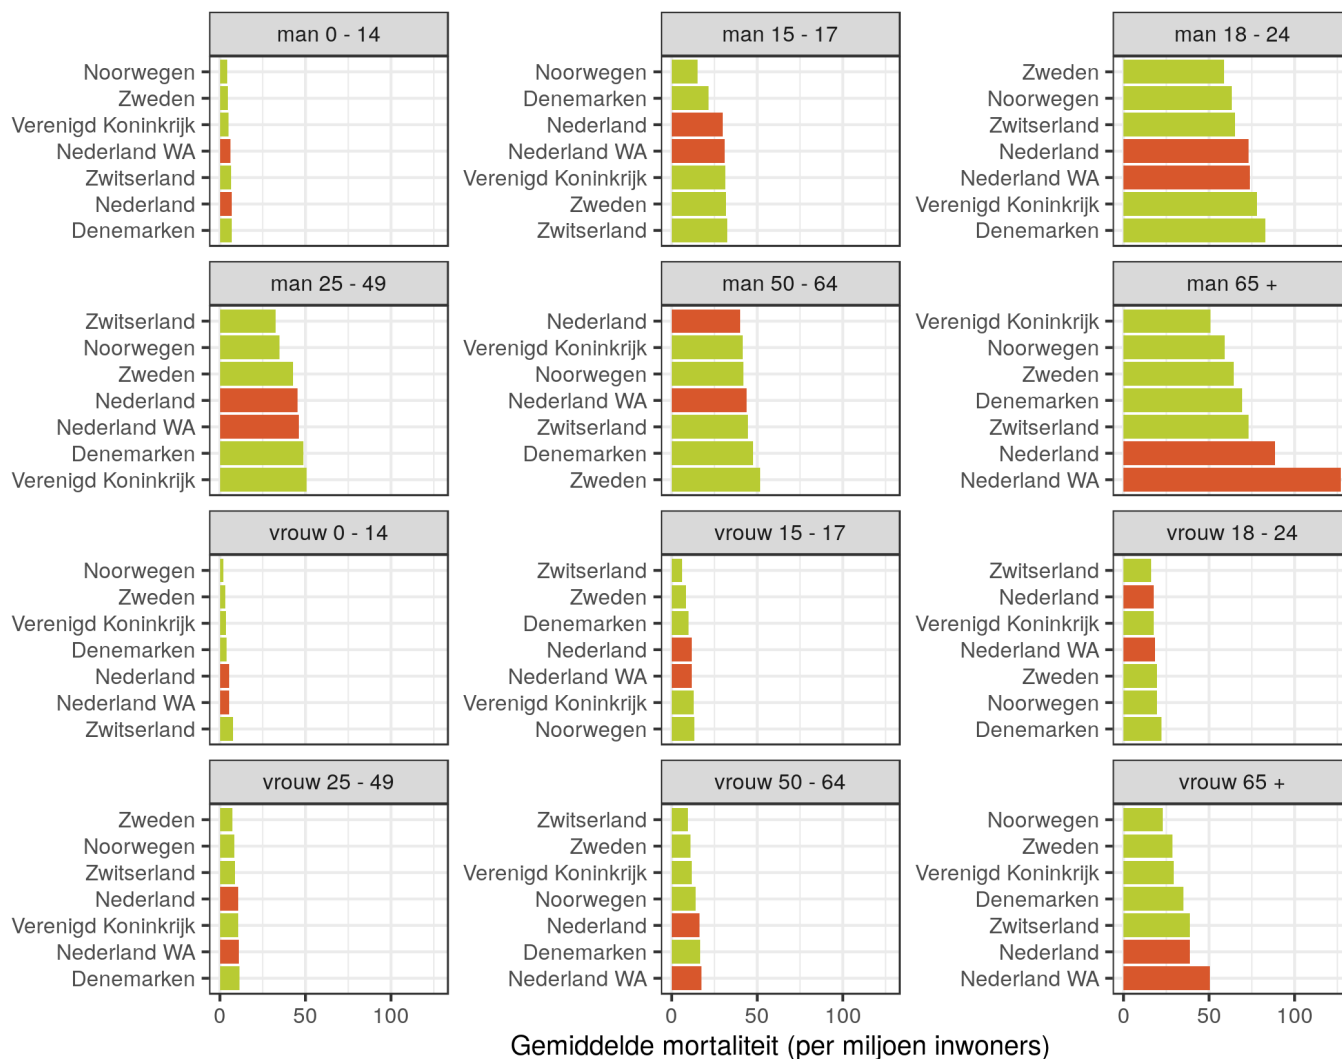 man 0 - 14
Noorwegen
Zweden
Verenigd Koninkrijk
Nederland WA
Zwitserland
Nederland
Denemarken
man 15 - 17
Noorwegen
Denemarken
Nederland
Nederland WA
Verenigd Koninkrijk
Zweden
Zwitserland
man 18 - 24
Zweden
Noorwegen
Zwitserland
Nederland
Nederland WA
Verenigd Koninkrijk
Denemarken
man 25 - 49
Zwitserland
Noorwegen
Zweden
Nederland
Nederland WA
Denemarken
Verenigd Koninkrijk
man 50 - 64
Nederland
Verenigd Koninkrijk
Noorwegen
Nederland WA
Zwitserland
Denemarken
Zweden
man 65 +
Verenigd Koninkrijk
Noorwegen
Zweden
Denemarken
Zwitserland
Nederland
Nederland WA
vrouw 0 - 14
Noorwegen
Zweden
Verenigd Koninkrijk
Denemarken
Nederland
Nederland WA
Zwitserland
vrouw 15 - 17
Zwitserland
Zweden
Denemarken
Nederland
Nederland WA
Verenigd Koninkrijk
Noorwegen
vrouw 18 - 24
Zwitserland
Nederland
Verenigd Koninkrijk
Nederland WA
Zweden
Noorwegen
Denemarken
vrouw 25 - 49
Zweden
Noorwegen
Zwitserland
Nederland
Verenigd Koninkrijk
Nederland WA
Denemarken
0 50 100
vrouw 50 - 64
Zwitserland
Zweden
Verenigd Koninkrijk
Noorwegen
Nederland
Denemarken
Nederland WA
0 50 100
vrouw 65 +
Noorwegen
Zweden
Verenigd Koninkrijk
Denemarken
Zwitserland
Nederland
Nederland WA
0 50 100
Gemiddelde mortaliteit (per miljoen inwoners)